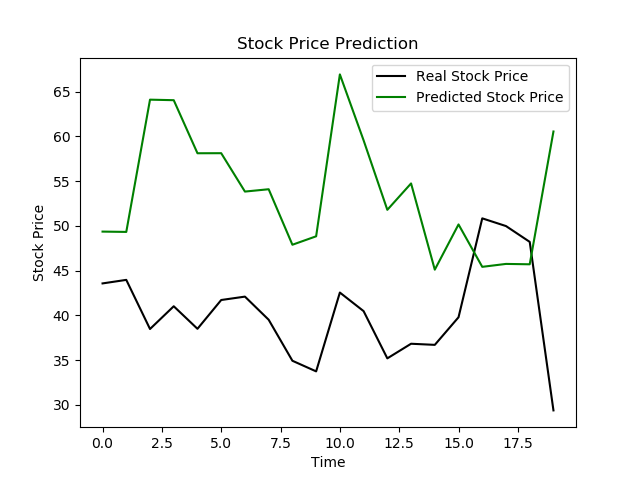 Stock Price Prediction
Real Stock Price
Predicted Stock Price
Stock Price
65
60
55
50
45
40
35
30
0.0 2.5 5.0 7.5 10.0 12.5 15.0 17.5
Time